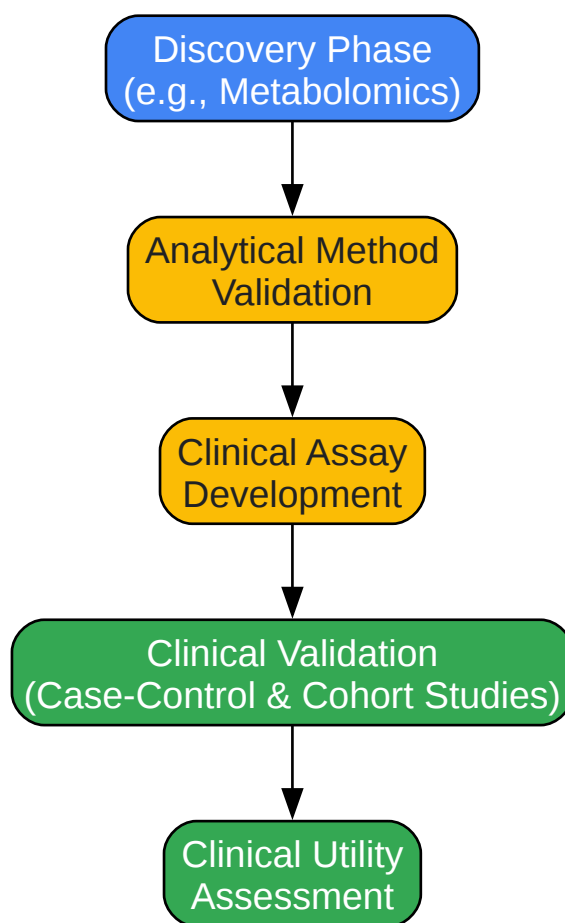 Discovery Phase
(e.g., Metabolomics)
Analytical Method
Validation
Clinical Assay
Development
Clinical Validation
(Case-Control & Cohort Studies)
Clinical Utility
Assessment